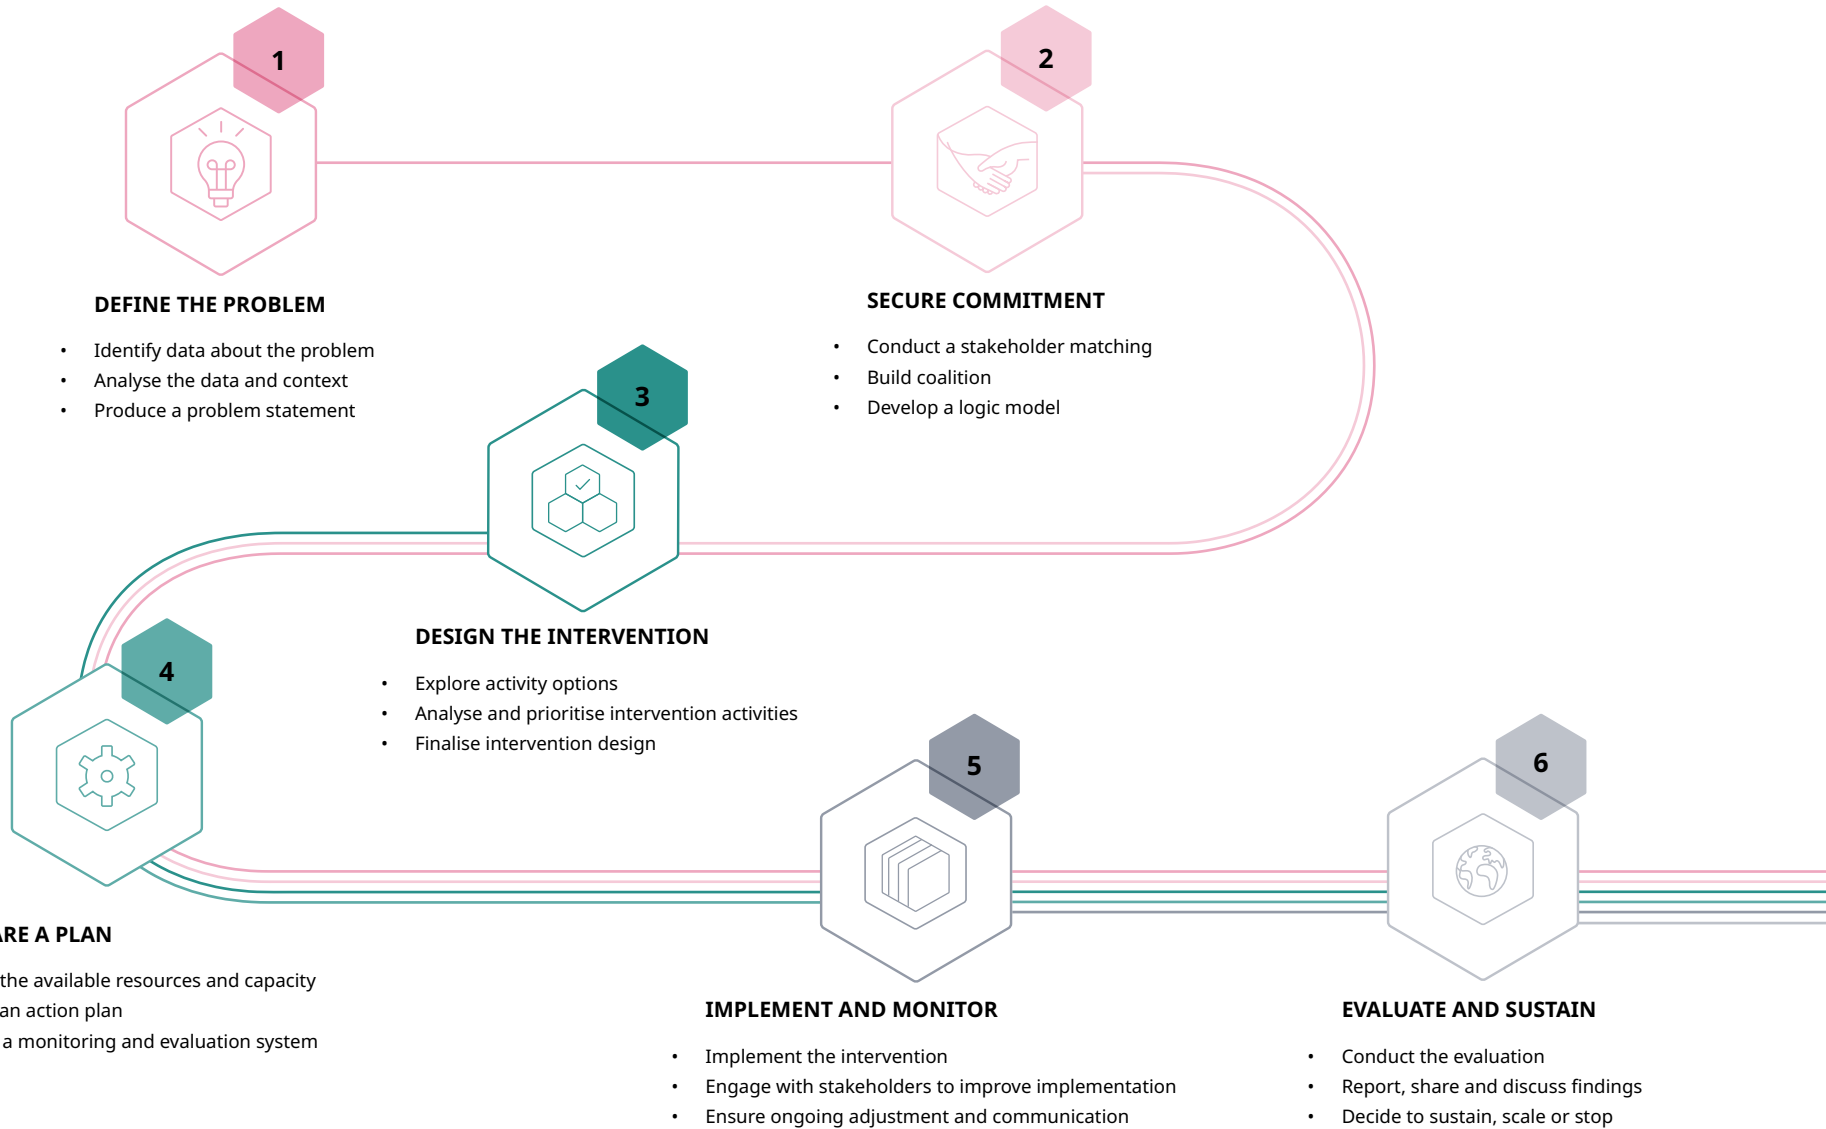 1
DEFINE THE PROBLEM
• Identify data about the problem
• Analyse the data and context
• Produce a problem statement
2
SECURE COMMITMENT
• Conduct a stakeholder matching
• Build coalition
• Develop a logic model
3
DESIGN THE INTERVENTION
• Explore activity options
• Analyse and prioritise intervention activities
• Finalise intervention design
4
ARE A PLAN
the available resources and capacity
an action plan
a monitoring and evaluation system
5
IMPLEMENT AND MONITOR
• Implement the intervention
• Engage with stakeholders to improve implementation
• Ensure ongoing adjustment and communication
6
EVALUATE AND SUSTAIN
• Conduct the evaluation
• Report, share and discuss findings
• Decide to sustain, scale or stop